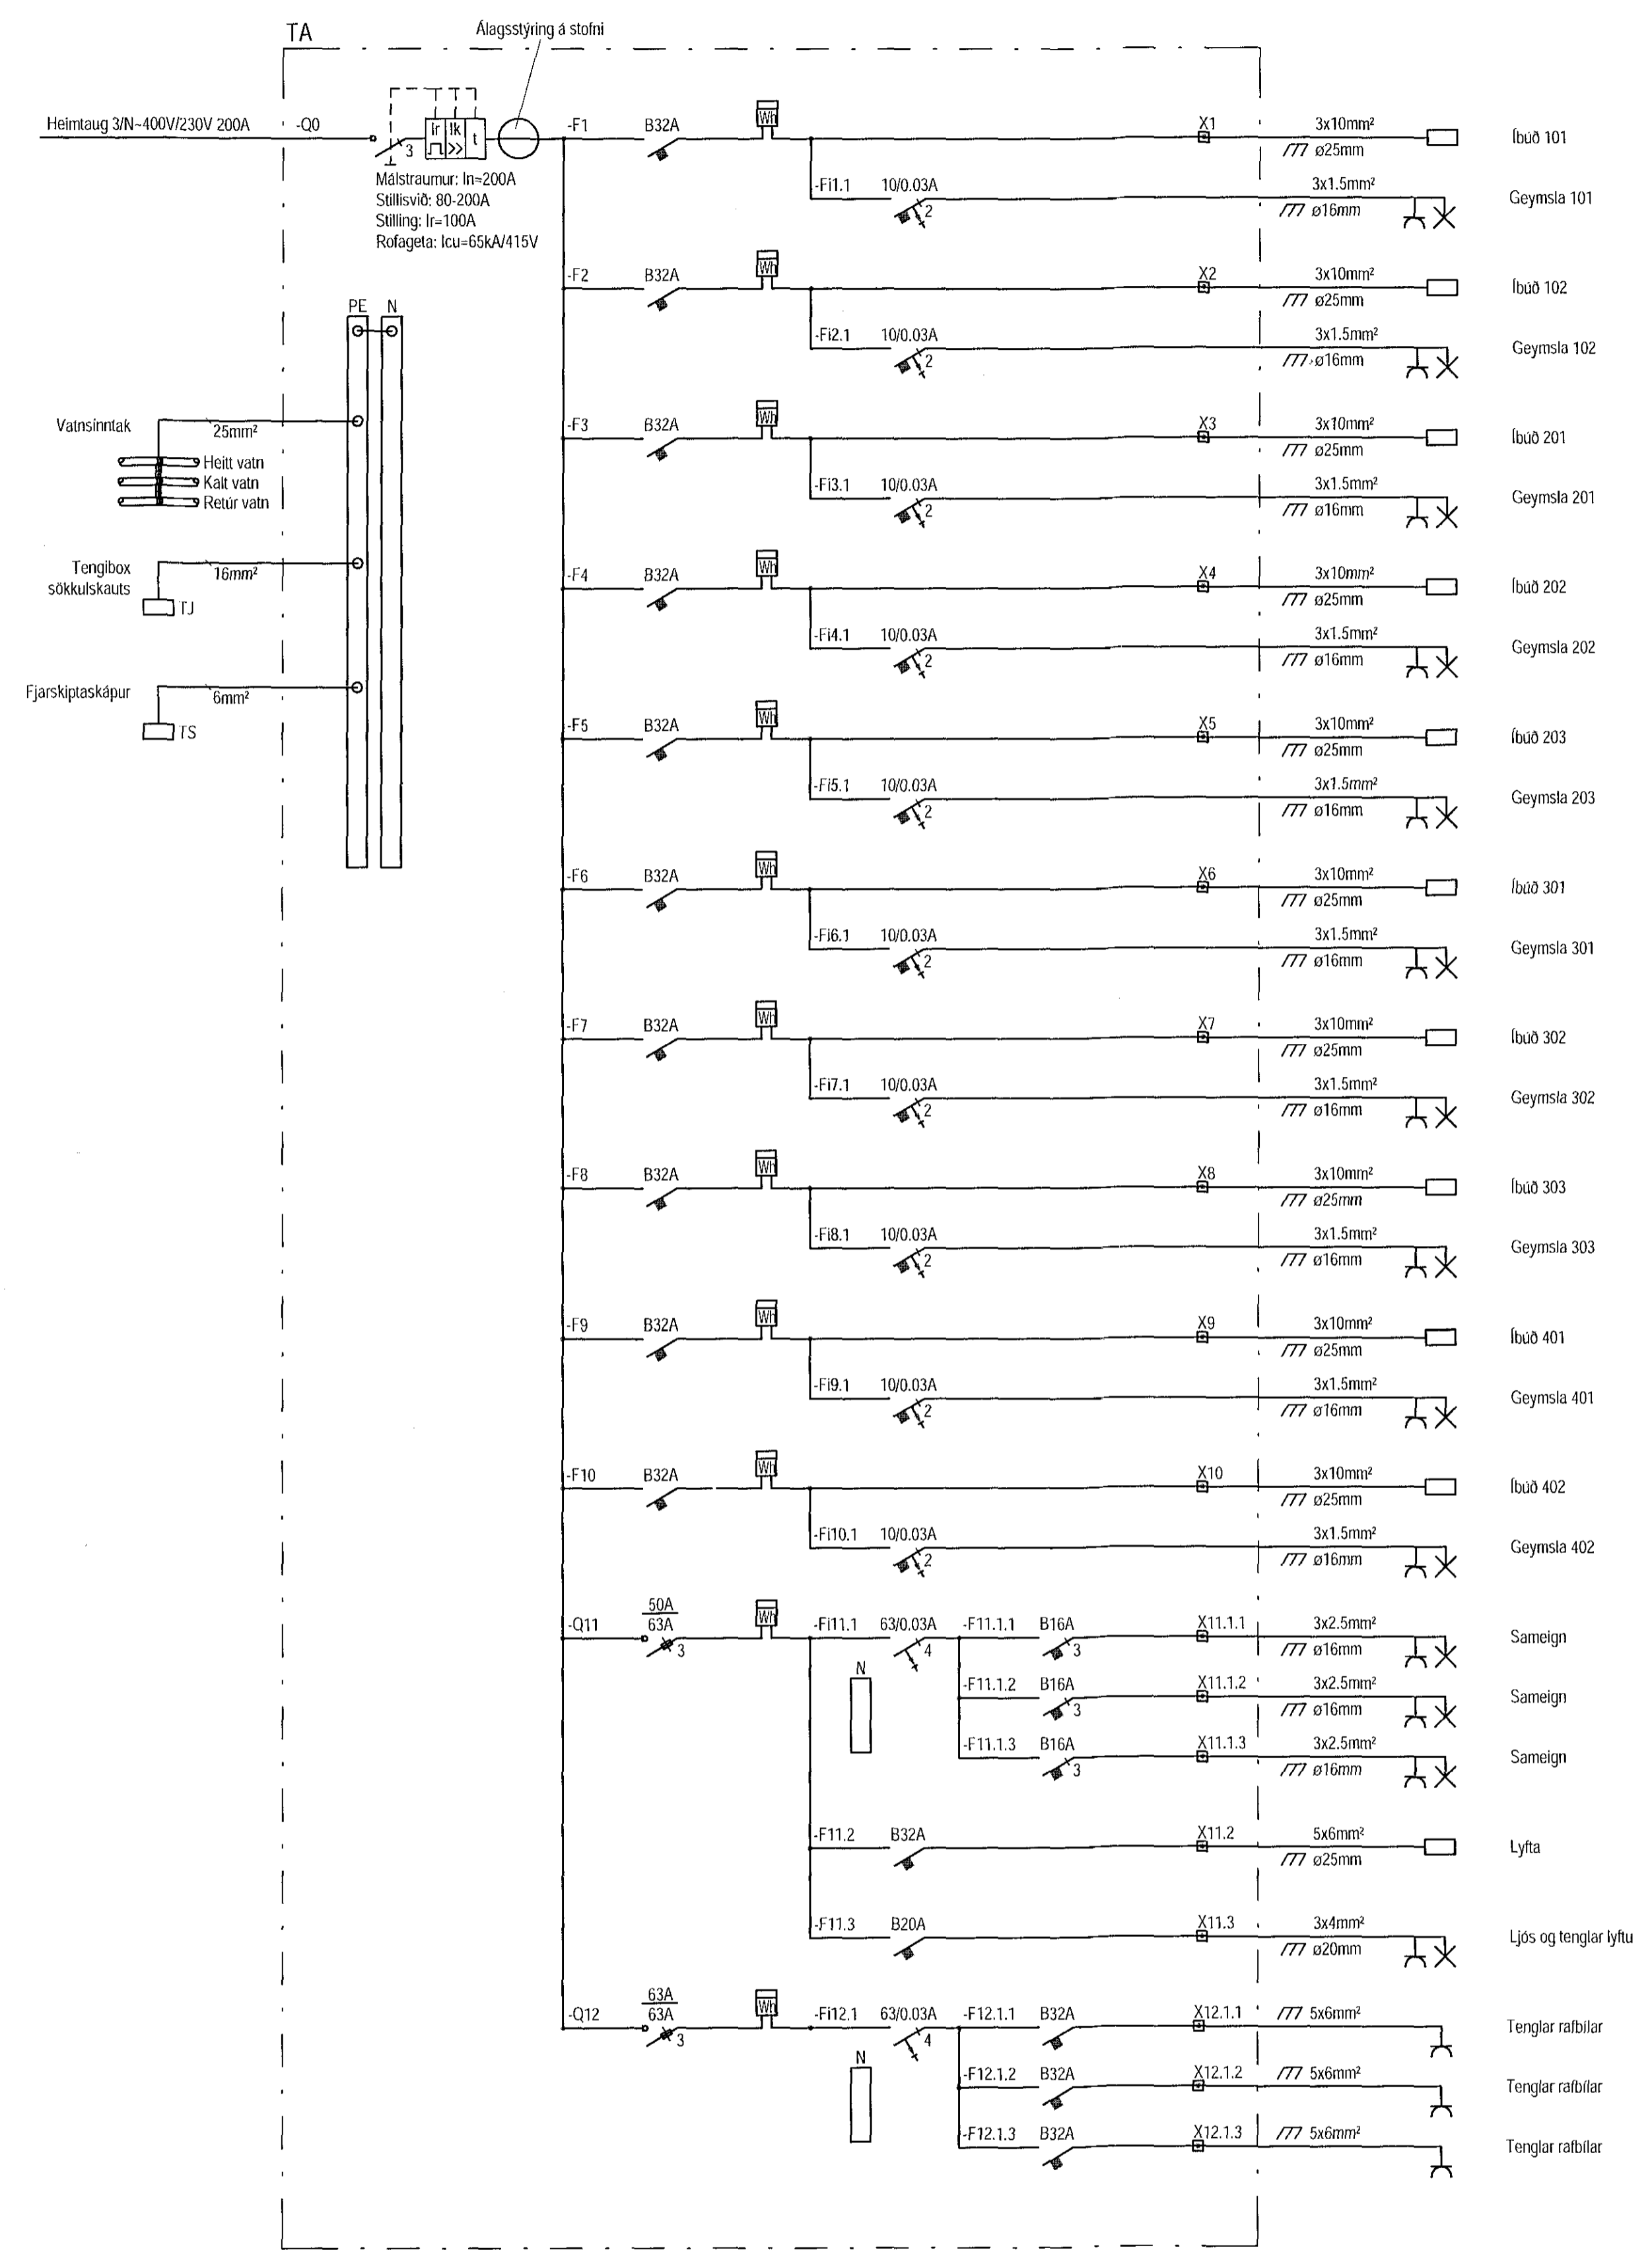 TA
Álagsstýring á stofni
Heimtaug 3/N~400V/230V 200A
-Q0
3
Ir
Ik
>>
t
Málstraumur: In=200A
Stillisvið: 80-200A
Stilling: Ir=100A
Rofageta: Icu=65kA/415V
PE N
Vatnsinntak
25mm²
Heitt vatn
Kalt vatn
Retúr vatn
Tengibox
sökkulskauts
16mm²
TJ
Fjarskiptaskápur
6mm²
TS
-F1 B32A Wh X1 3x10mm² Íbúð 101
ø25mm
-Fi1.1 10/0.03A 3x1.5mm² Geymsla 101
2 ø16mm
-F2 B32A Wh X2 3x10mm² Íbúð 102
ø25mm
-Fi2.1 10/0.03A 3x1.5mm² Geymsla 102
2 ø16mm
-F3 B32A Wh X3 3x10mm² Íbúð 201
ø25mm
-Fi3.1 10/0.03A 3x1.5mm² Geymsla 201
2 ø16mm
-F4 B32A Wh X4 3x10mm² Íbúð 202
ø25mm
-Fi4.1 10/0.03A 3x1.5mm² Geymsla 202
2 ø16mm
-F5 B32A Wh X5 3x10mm² Íbúð 203
ø25mm
-Fi5.1 10/0.03A 3x1.5mm² Geymsla 203
2 ø16mm
-F6 B32A Wh X6 3x10mm² Íbúð 301
ø25mm
-Fi6.1 10/0.03A 3x1.5mm² Geymsla 301
2 ø16mm
-F7 B32A Wh X7 3x10mm² Íbúð 302
ø25mm
-Fi7.1 10/0.03A 3x1.5mm² Geymsla 302
2 ø16mm
-F8 B32A Wh X8 3x10mm² Íbúð 303
ø25mm
-Fi8.1 10/0.03A 3x1.5mm² Geymsla 303
2 ø16mm
-F9 B32A Wh X9 3x10mm² Íbúð 401
ø25mm
-Fi9.1 10/0.03A 3x1.5mm² Geymsla 401
2 ø16mm
-F10 B32A Wh X10 3x10mm² Íbúð 402
ø25mm
-Fi10.1 10/0.03A 3x1.5mm² Geymsla 402
2 ø16mm
50A
-Q11 63A Wh -Fi11.1 63/0.03A -F11.1.1 B16A X11.1.1 3x2.5mm² Sameign
3 4 3 ø16mm
N
-F11.1.2 B16A X11.1.2 3x2.5mm² Sameign
3 ø16mm
-F11.1.3 B16A X11.1.3 3x2.5mm² Sameign
3 ø16mm
-F11.2 B32A X11.2 5x6mm² Lyfta
ø25mm
-F11.3 B20A X11.3 3x4mm² Ljós og tenglar lyftu
ø20mm
63A
-Q12 63A Wh -Fi12.1 63/0.03A -F12.1.1 B32A X12.1.1 5x6mm² Tenglar rafbílar
3 4
N
-F12.1.2 B32A X12.1.2 5x6mm² Tenglar rafbílar
-F12.1.3 B32A X12.1.3 5x6mm² Tenglar rafbílar